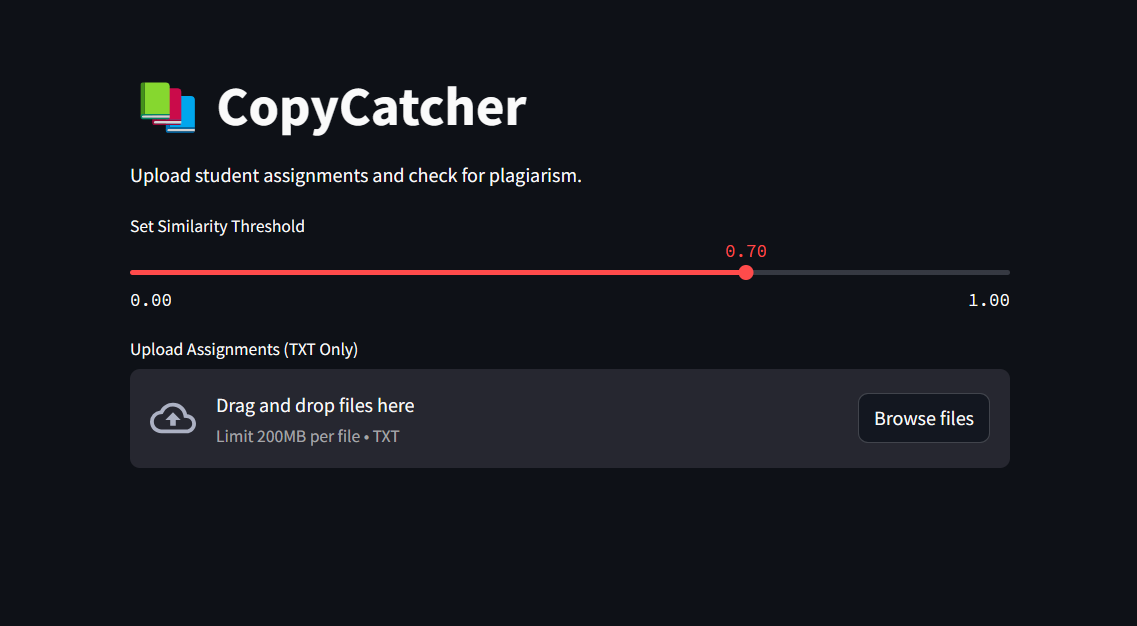 CopyCatcher
Upload student assignments and check for plagiarism.
Set Similarity Threshold
0.70
0.00 1.00
Upload Assignments (TXT Only)
Drag and drop files here
Limit 200MB per file • TXT
Browse files